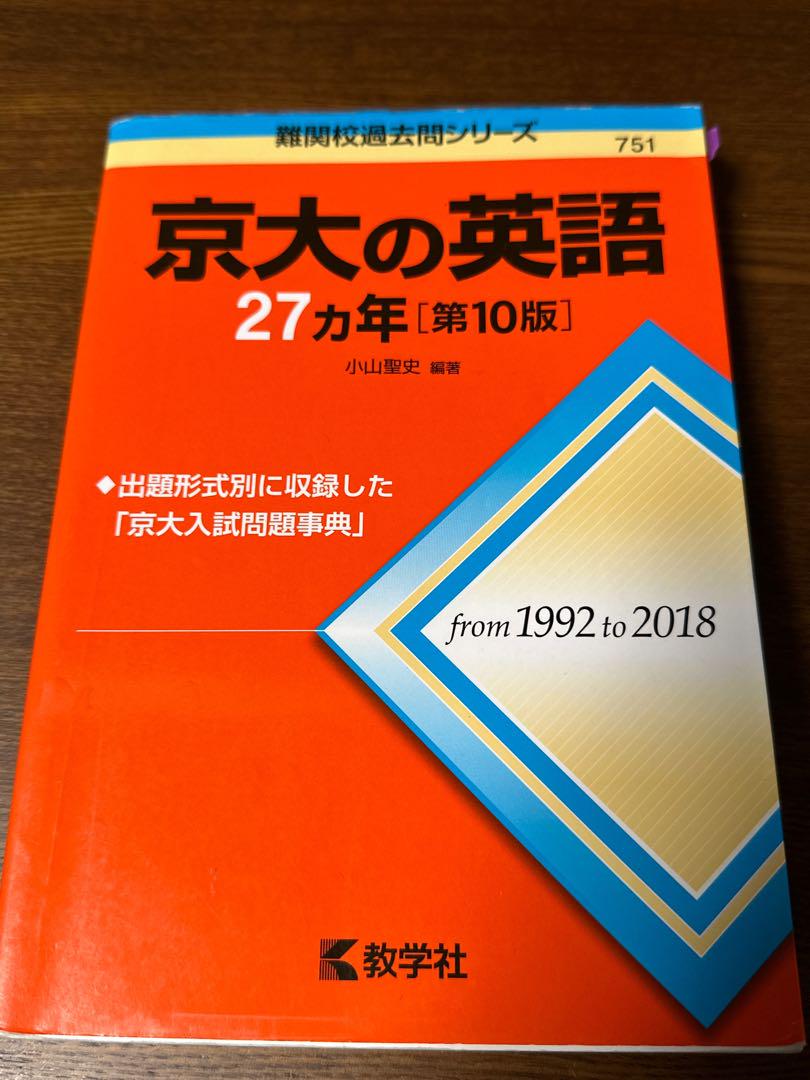 難関校過去問シリーズ
751
京大の英語
27カ年[第10版]
小山聖史 編著
◆出題形式別に収録した
「京大入試問題事典」
from 1992 to 2018
教学社